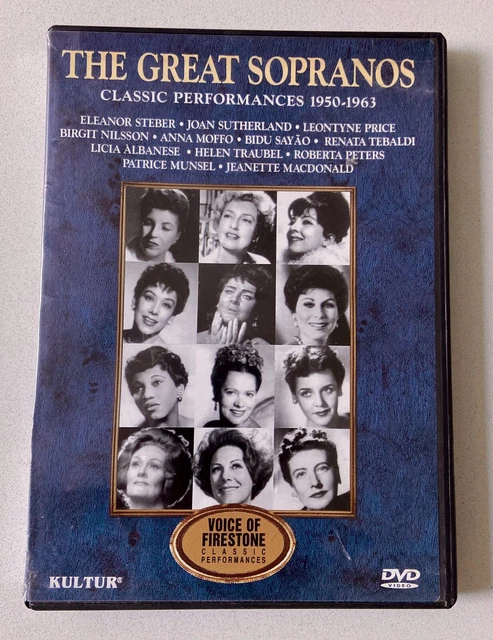 THE GREAT SOPRANOS
CLASSIC PERFORMANCES 1950-1963
ELEANOR STEBER • JOAN SUTHERLAND • LEONTYNE PRICE
BIRGIT NILSSON • ANNA MOFFO • BIDU SAYÃO • RENATA TEBALDI
LICIA ALBANESE • HELEN TRAUBEL • ROBERTA PETERS
PATRICE MUNSEL • JEANETTE MACDONALD
VOICE OF
FIRESTONE
CLASSIC
PERFORMANCES
KULTUR®
DVD
VIDEO